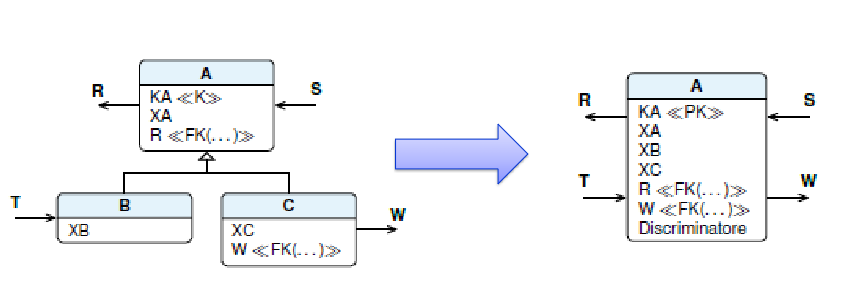 A
R
S
KA ≪K≫
XA
R ≪FK(...)≫
T
B
XB
C
XC
W ≪FK(...)≫
W
A
R
S
KA ≪PK≫
XA
XB
XC
T
W
R ≪FK(...)≫
W ≪FK(...)≫
Discriminatore